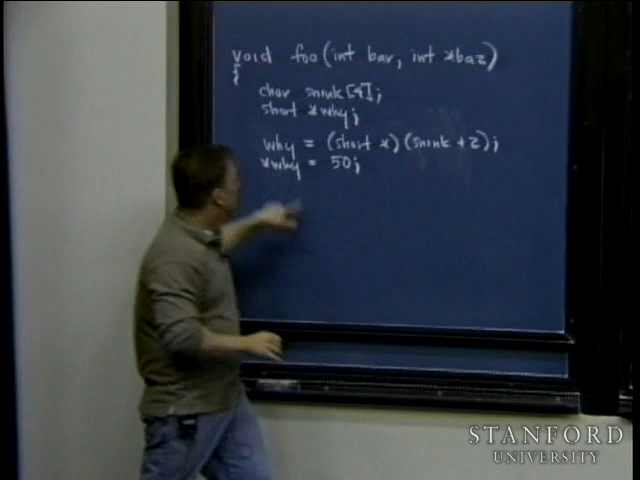 void foo(int bar, int *baz)
{
char snink[4];
short *why;
why = (short *)(snink + 2);
*why = 50;
STANFORD
UNIVERSITY